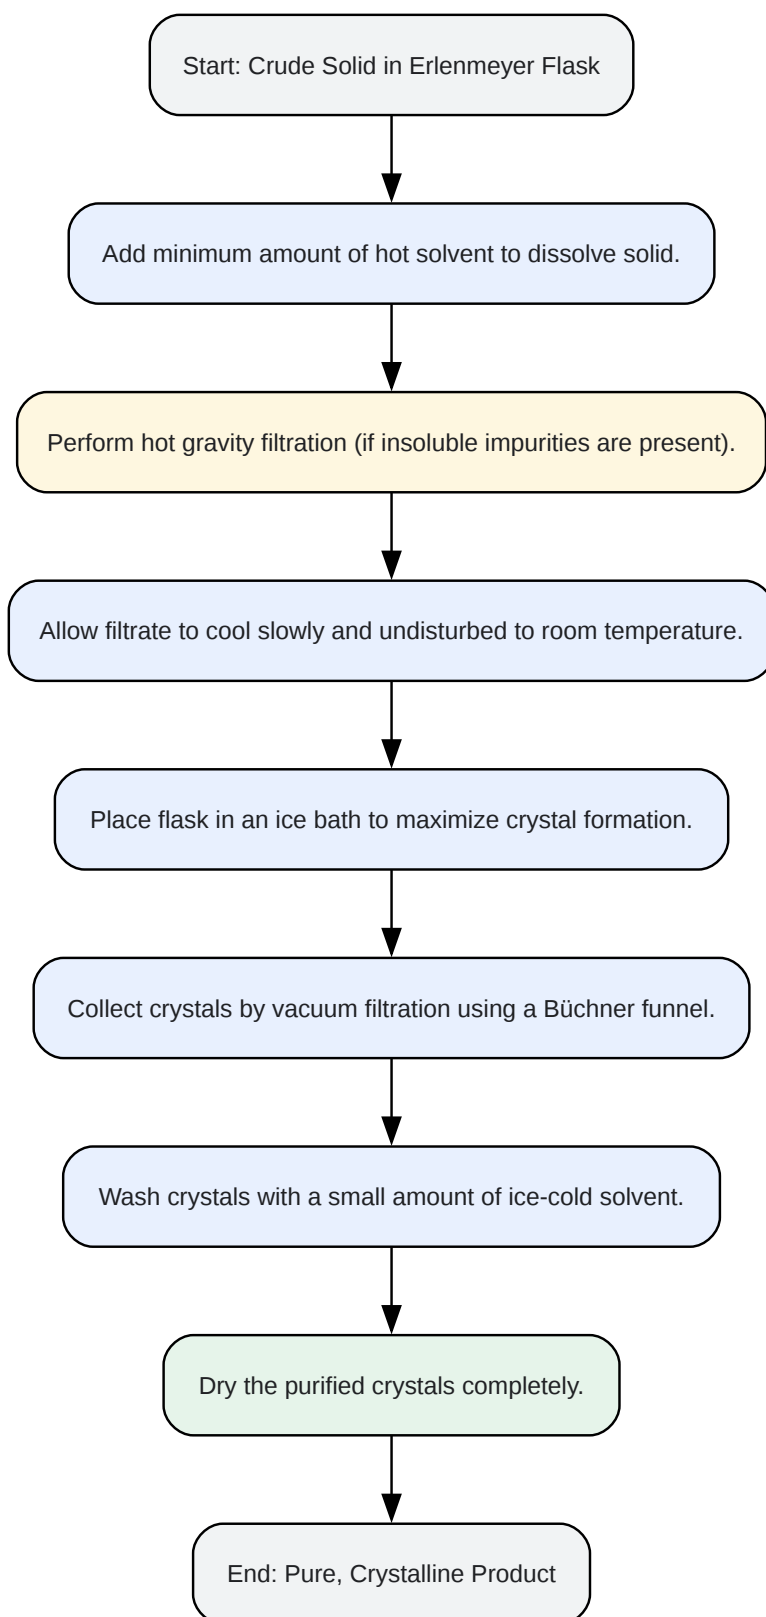 Start: Crude Solid in Erlenmeyer Flask
Add minimum amount of hot solvent to dissolve solid.
Perform hot gravity filtration (if insoluble impurities are present).
Allow filtrate to cool slowly and undisturbed to room temperature.
Place flask in an ice bath to maximize crystal formation.
Collect crystals by vacuum filtration using a Büchner funnel.
Wash crystals with a small amount of ice-cold solvent.
Dry the purified crystals completely.
End: Pure, Crystalline Product